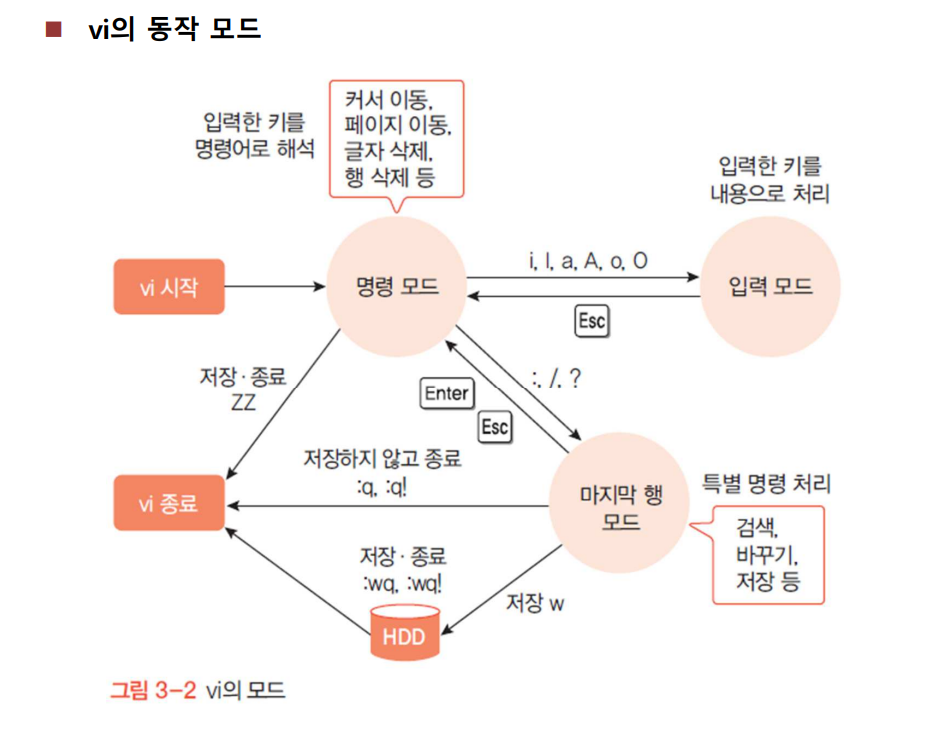 vi의 동작 모드
입력한 키를
명령어로 해석
커서 이동,
페이지 이동,
글자 삭제,
행 삭제 등
입력한 키를
내용으로 처리
vi 시작
명령 모드
i, I, a, A, o, O
Esc
입력 모드
저장 · 종료
ZZ
Enter
Esc
:, /, ?
저장하지 않고 종료
:q, :q!
vi 종료
마지막 행
모드
특별 명령 처리
검색,
바꾸기,
저장 등
저장 · 종료
:wq, :wq!
저장 w
HDD
그림 3-2 vi의 모드